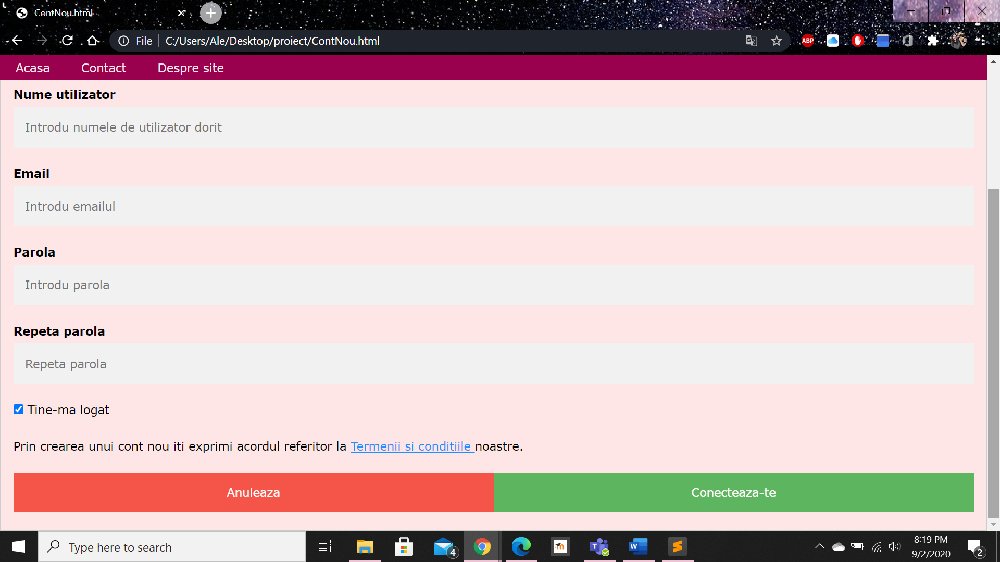 ContNou.html
File
C:/Users/Ale/Desktop/proiect/ContNou.html
ABP
Acasa Contact Despre site
Nume utilizator
Introdu numele de utilizator dorit
Email
Introdu emailul
Parola
Introdu parola
Repeta parola
Repeta parola
Tine-ma logat
Prin crearea unui cont nou iti exprimi acordul referitor la Termenii si conditiile noastre.
Anuleaza Conecteaza-te
Type here to search
4
m
T
W
8:19 PM
9/2/2020
2